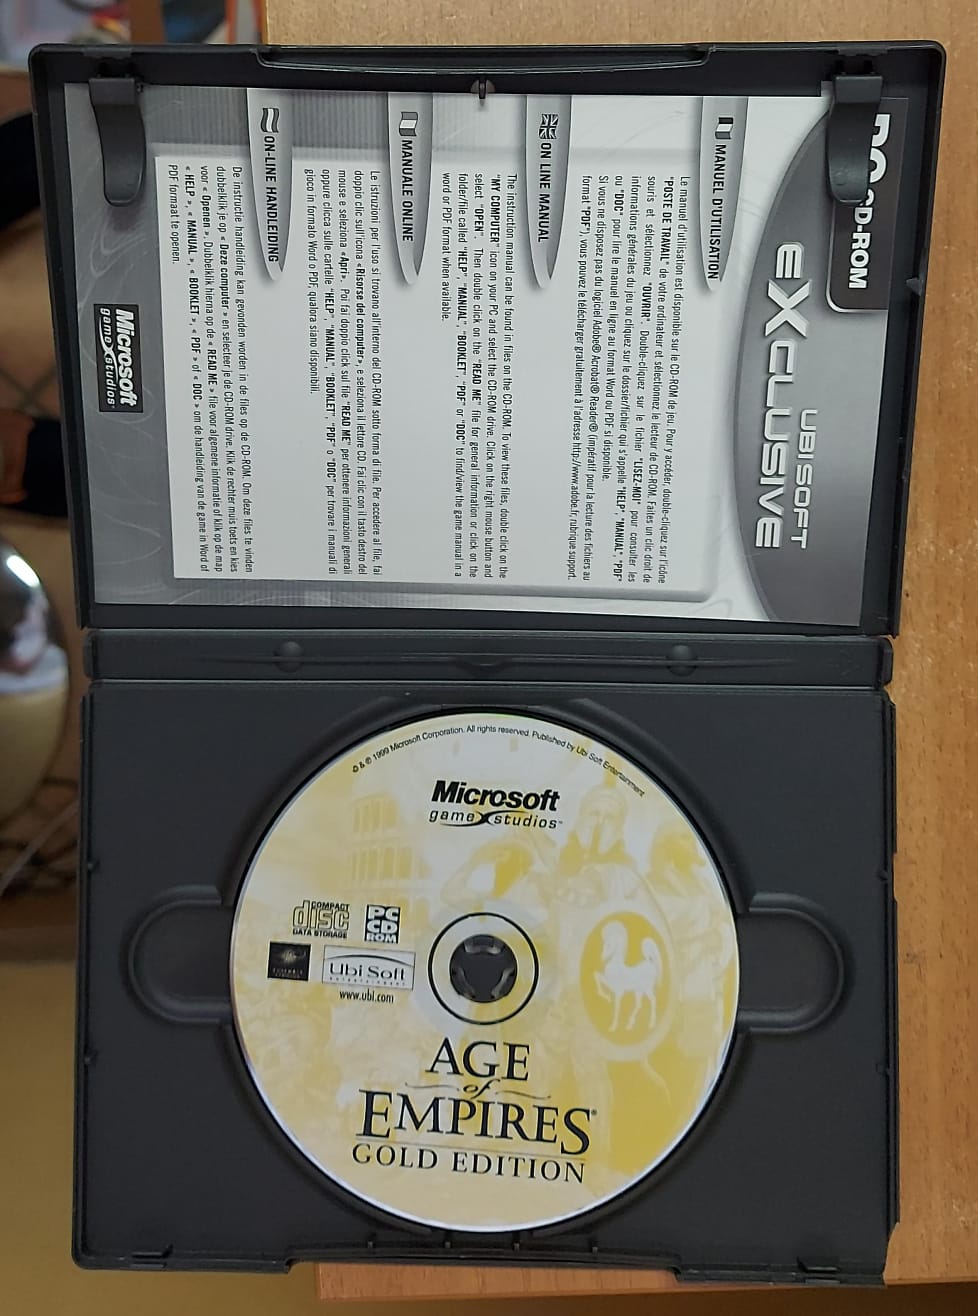 CD-ROM
UBI SOFT
eXCLUSIVE
MANUEL D'UTILISATION
Le manuel d'utilisation est disponible sur le CD-ROM de jeu. Pour y accéder, double-cliquez sur l'icône
"POSTE DE TRAVAIL" de votre ordinateur et sélectionnez le lecteur de CD-ROM. Faites un clic droit de
souris et sélectionnez "OUVRIR". Double-cliquez sur le fichier "LISEZ-MOI" pour consulter les
informations générales du jeu ou cliquez sur le dossier/fichier qui s'appelle "HELP", "MANUAL", "PDF"
ou "DOC" pour lire le manuel en ligne au format Word ou PDF si disponible.
Si vous ne disposez pas du logiciel Adobe® Acrobat® Reader® (impératif pour la lecture des fichiers au
format "PDF"), vous pouvez le télécharger gratuitement à l'adresse http://www.adobe.fr, rubrique support.
ON LINE MANUAL
The instruction manual can be found in files on the CD-ROM. To view these files, double click on the
"MY COMPUTER" icon on your PC and select the CD-ROM drive. Click on the right mouse button and
select "OPEN". Then double click on the "READ ME" file for general information or click on the
folder/file called "HELP", "MANUAL", "BOOKLET", "PDF" or "DOC" to find/view the game manual in a
word or PDF format when available.
MANUALE ONLINE
Le istruzioni per l'uso si trovano all'interno del CD-ROM sotto forma di file. Per accedere al file, fai
doppio clic sull'icona «Risorse del computer», e seleziona il lettore CD. Fai clic con il tasto destro del
mouse e seleziona «Apri». Poi fai doppio click sul file "READ ME" per ottenere informazioni generali
oppure clicca sulle cartelle "HELP", "MANUAL", "BOOKLET", "PDF" o "DOC" per trovare i manuali di
gioco in formato Word o PDF, qualora siano disponibili.
ON-LINE HANDLEIDING
De instructie handleiding kan gevonden worden in de files op de CD-ROM. Om deze files te vinden
dubbelklik je op « Deze computer » en selecteer je de CD-ROM drive. Klik de rechter muis toets en kies
voor « Openen ». Dubbelklik hierna op de « READ ME » file voor algemene informatie of klik op de map
« HELP », « MANUAL », « BOOKLET », « PDF » of « DOC » om de handleiding van de game in Word of
PDF formaat te openen.
Microsoft
game studios™
© & ℗ 1999 Microsoft Corporation. All rights reserved. Published by Ubi Soft Entertainment
Microsoft
game studios™
COMPACT
disc
DATA STORAGE
PC
CD
ROM
Ubi Soft
www.ubi.com
AGE
of
EMPIRES®
GOLD EDITION